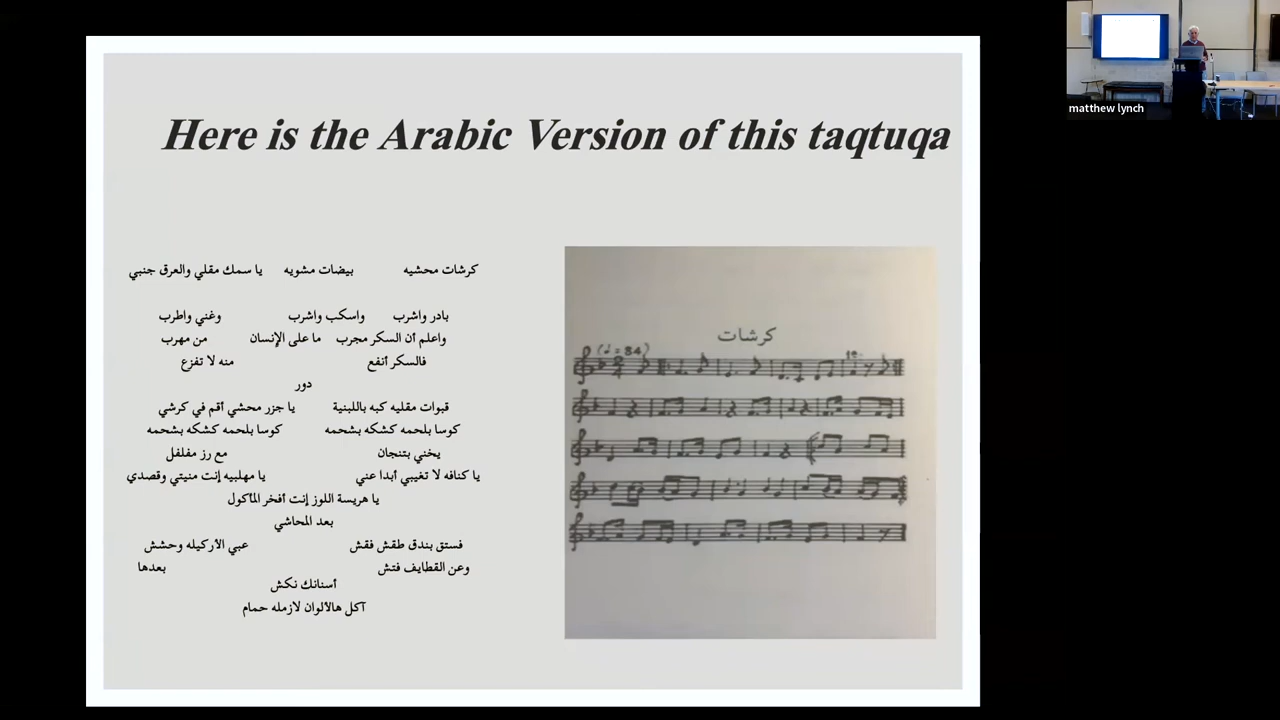 Here is the Arabic Version of this taqtuqa
كرشات محشيه بيضات مشويه يا سمك مقلي والعرق جنبي
بادر واشرب واسكب واشرب وغني واطرب
واعلم أن السكر مجرب ما على الإنسان من مهرب
فالسكر أنفع منه لا تفزع
دور
قبوات مقليه كبه باللبنية يا جزر محشي أقم في كرشي
كوسا بلحمه كشكه بشحمه كوسا بلحمه كشكه بشحمه
يخني بتنجان مع رز مفلفل
يا كنافه لا تغيبي أبدا عني يا مهلبيه إنت منيتي وقصدي
يا هريسة اللوز إنت أفخر المأكول
بعد المحاشي
فستق بندق طقش فقش عبي الأركيله وحشش
وعن القطايف فتش بعدها
أسنانك نكش
آكل هالألوان لازمله حمام
كرشات
(♩ = 84)
matthew lynch